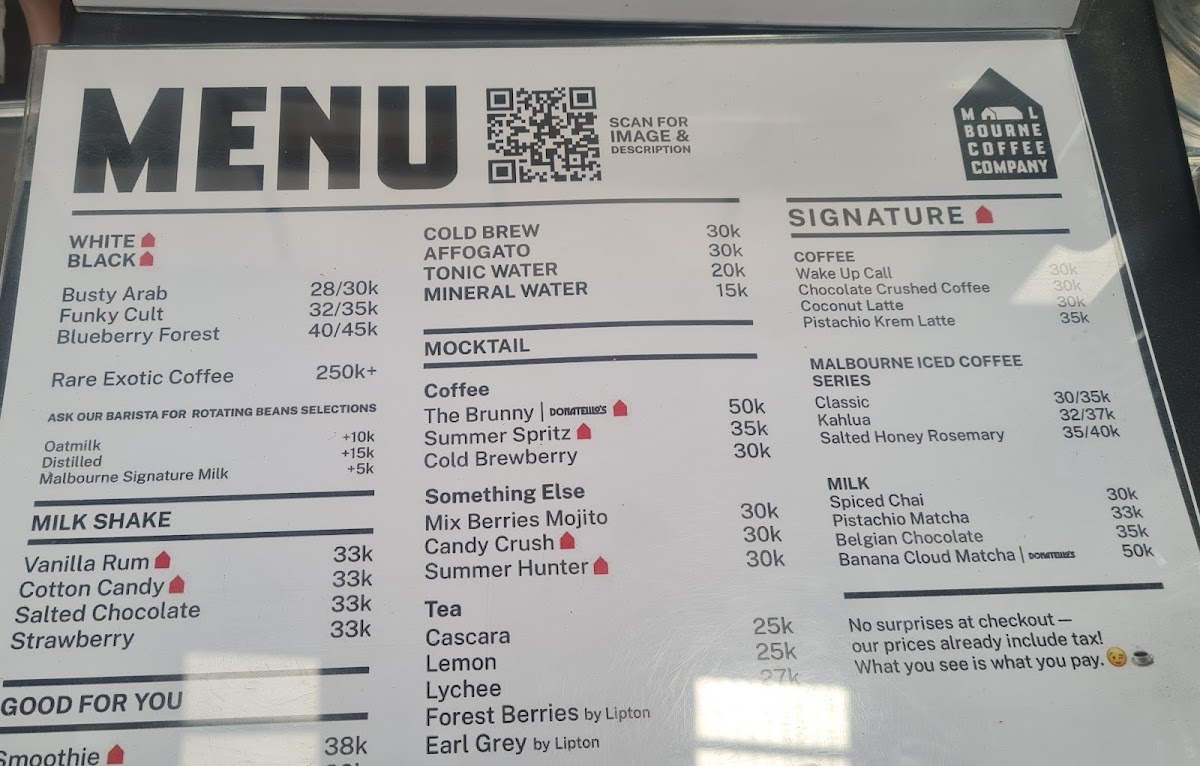 MENU
SCAN FOR
IMAGE &
DESCRIPTION
MALBOURNE
COFFEE
COMPANY
WHITE
BLACK
Busty Arab 28/30k
Funky Cult 32/35k
Blueberry Forest 40/45k
Rare Exotic Coffee 250k+
ASK OUR BARISTA FOR ROTATING BEANS SELECTIONS
Oatmilk +10k
Distilled +15k
Malbourne Signature Milk +5k
MILK SHAKE
Vanilla Rum 33k
Cotton Candy 33k
Salted Chocolate 33k
Strawberry 33k
GOOD FOR YOU
Smoothie 38k
COLD BREW 30k
AFFOGATO 30k
TONIC WATER 20k
MINERAL WATER 15k
MOCKTAIL
Coffee
The Brunny | DONATELLO'S 50k
Summer Spritz 35k
Cold Brewberry 30k
Something Else
Mix Berries Mojito 30k
Candy Crush 30k
Summer Hunter 30k
Tea
Cascara 25k
Lemon 25k
Lychee 27k
Forest Berries by Lipton
Earl Grey by Lipton
SIGNATURE
COFFEE
Wake Up Call 30k
Chocolate Crushed Coffee 30k
Coconut Latte 30k
Pistachio Krem Latte 35k
MALBOURNE ICED COFFEE
SERIES
Classic 30/35k
Kahlua 32/37k
Salted Honey Rosemary 35/40k
MILK
Spiced Chai 30k
Pistachio Matcha 33k
Belgian Chocolate 35k
Banana Cloud Matcha | DONATELLO'S 50k
No surprises at checkout —
our prices already include tax!
What you see is what you pay.😉☕